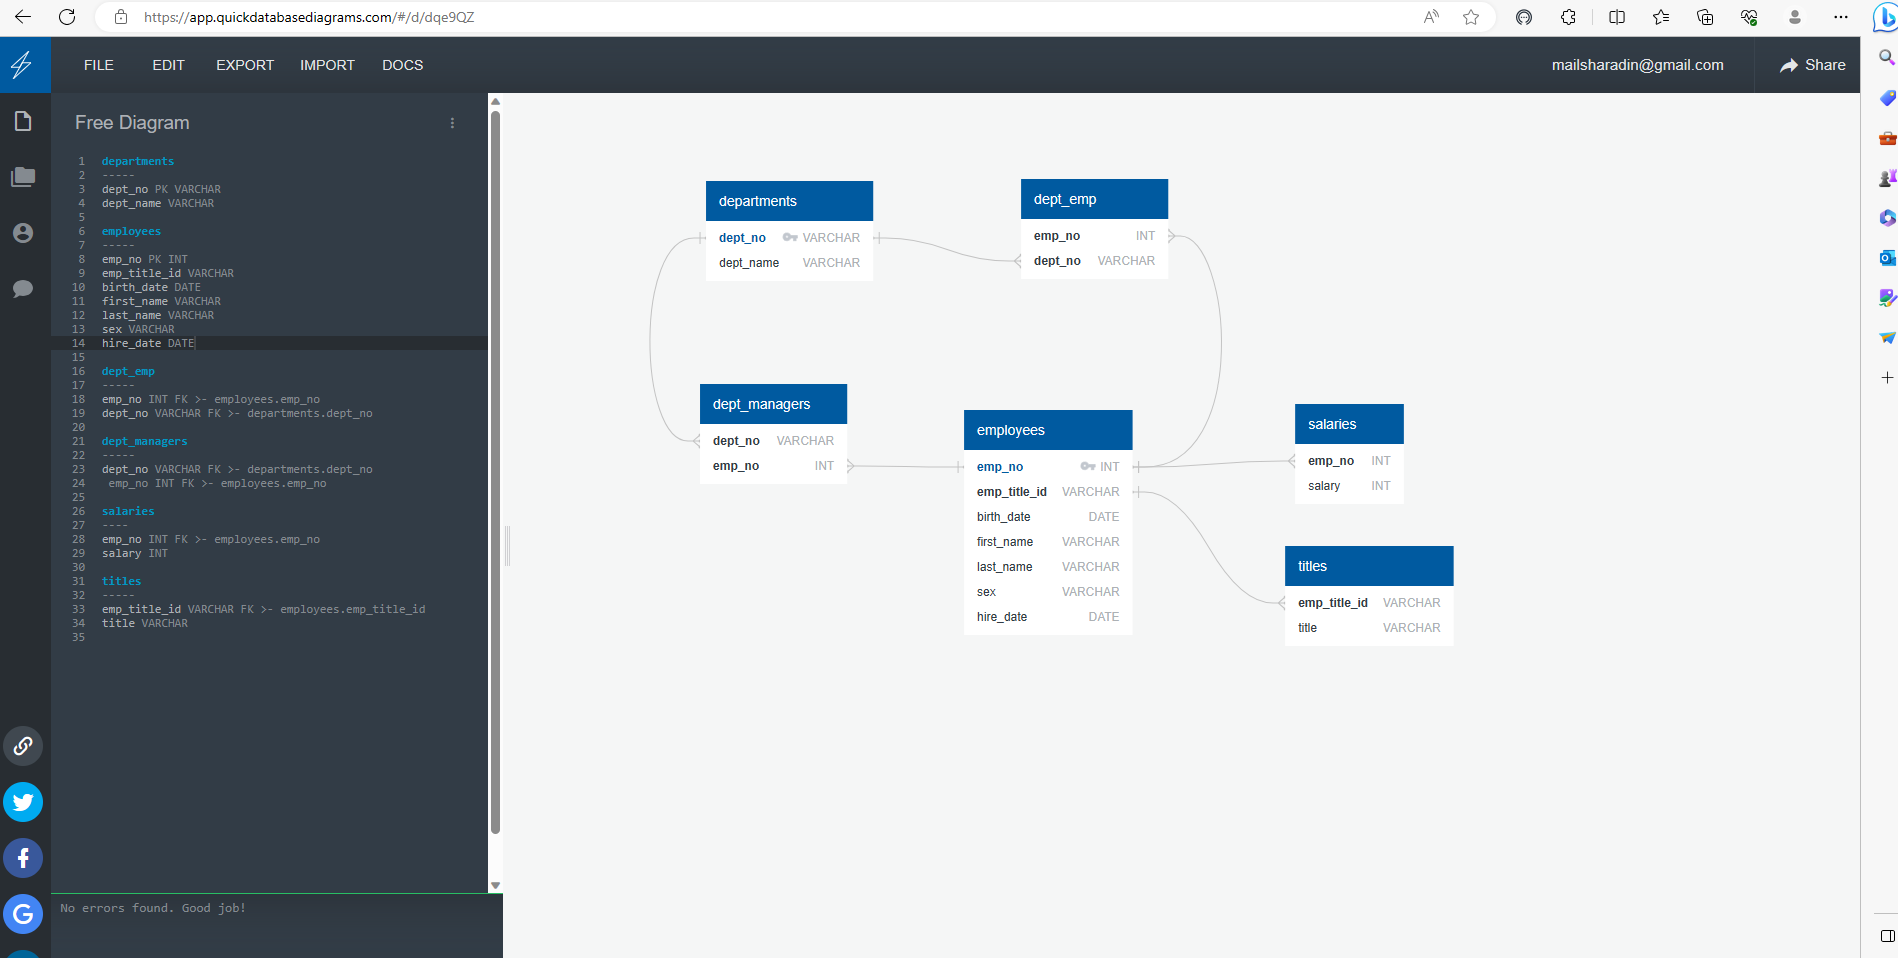 https://app.quickdatabasediagrams.com/#/d/dqe9QZ
FILE EDIT EXPORT IMPORT DOCS
mailsharadin@gmail.com Share
Free Diagram
1 departments
2 -----
3 dept_no PK VARCHAR
4 dept_name VARCHAR
5
6 employees
7 -----
8 emp_no PK INT
9 emp_title_id VARCHAR
10 birth_date DATE
11 first_name VARCHAR
12 last_name VARCHAR
13 sex VARCHAR
14 hire_date DATE
15
16 dept_emp
17 -----
18 emp_no INT FK >- employees.emp_no
19 dept_no VARCHAR FK >- departments.dept_no
20
21 dept_managers
22 -----
23 dept_no VARCHAR FK >- departments.dept_no
24 emp_no INT FK >- employees.emp_no
25
26 salaries
27 ----
28 emp_no INT FK >- employees.emp_no
29 salary INT
30
31 titles
32 -----
33 emp_title_id VARCHAR FK >- employees.emp_title_id
34 title VARCHAR
35
No errors found. Good job!
departments
dept_no VARCHAR
dept_name VARCHAR
dept_emp
emp_no INT
dept_no VARCHAR
dept_managers
dept_no VARCHAR
emp_no INT
employees
emp_no INT
emp_title_id VARCHAR
birth_date DATE
first_name VARCHAR
last_name VARCHAR
sex VARCHAR
hire_date DATE
salaries
emp_no INT
salary INT
titles
emp_title_id VARCHAR
title VARCHAR